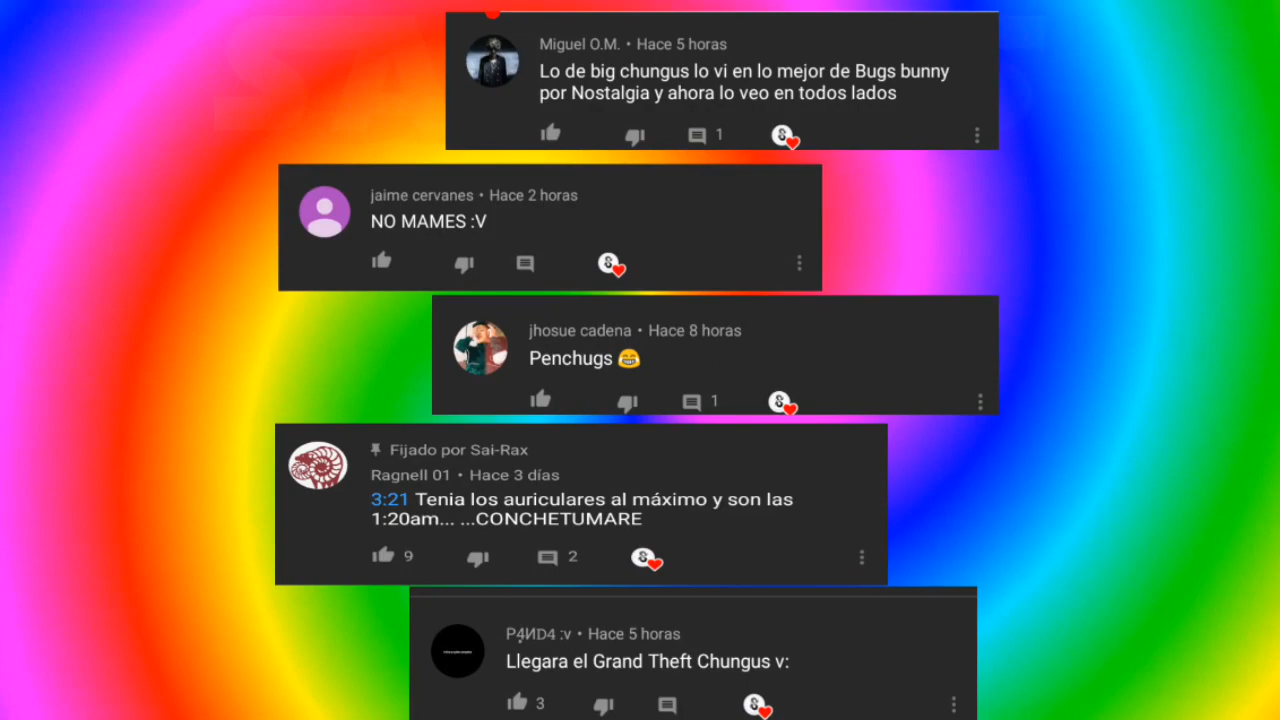 Miguel O.M. • Hace 5 horas
Lo de big chungus lo vi en lo mejor de Bugs bunny
por Nostalgia y ahora lo veo en todos lados
1
jaime cervanes • Hace 2 horas
NO MAMES :V
jhosue cadena • Hace 8 horas
Penchugs 😂
1
Fijado por Sai-Rax
Ragnell 01 • Hace 3 días
3:21 Tenia los auriculares al máximo y son las
1:20am... ...CONCHETUMARE
9 2
P4ͅИD4 :v • Hace 5 horas
Llegara el Grand Theft Chungus v:
3